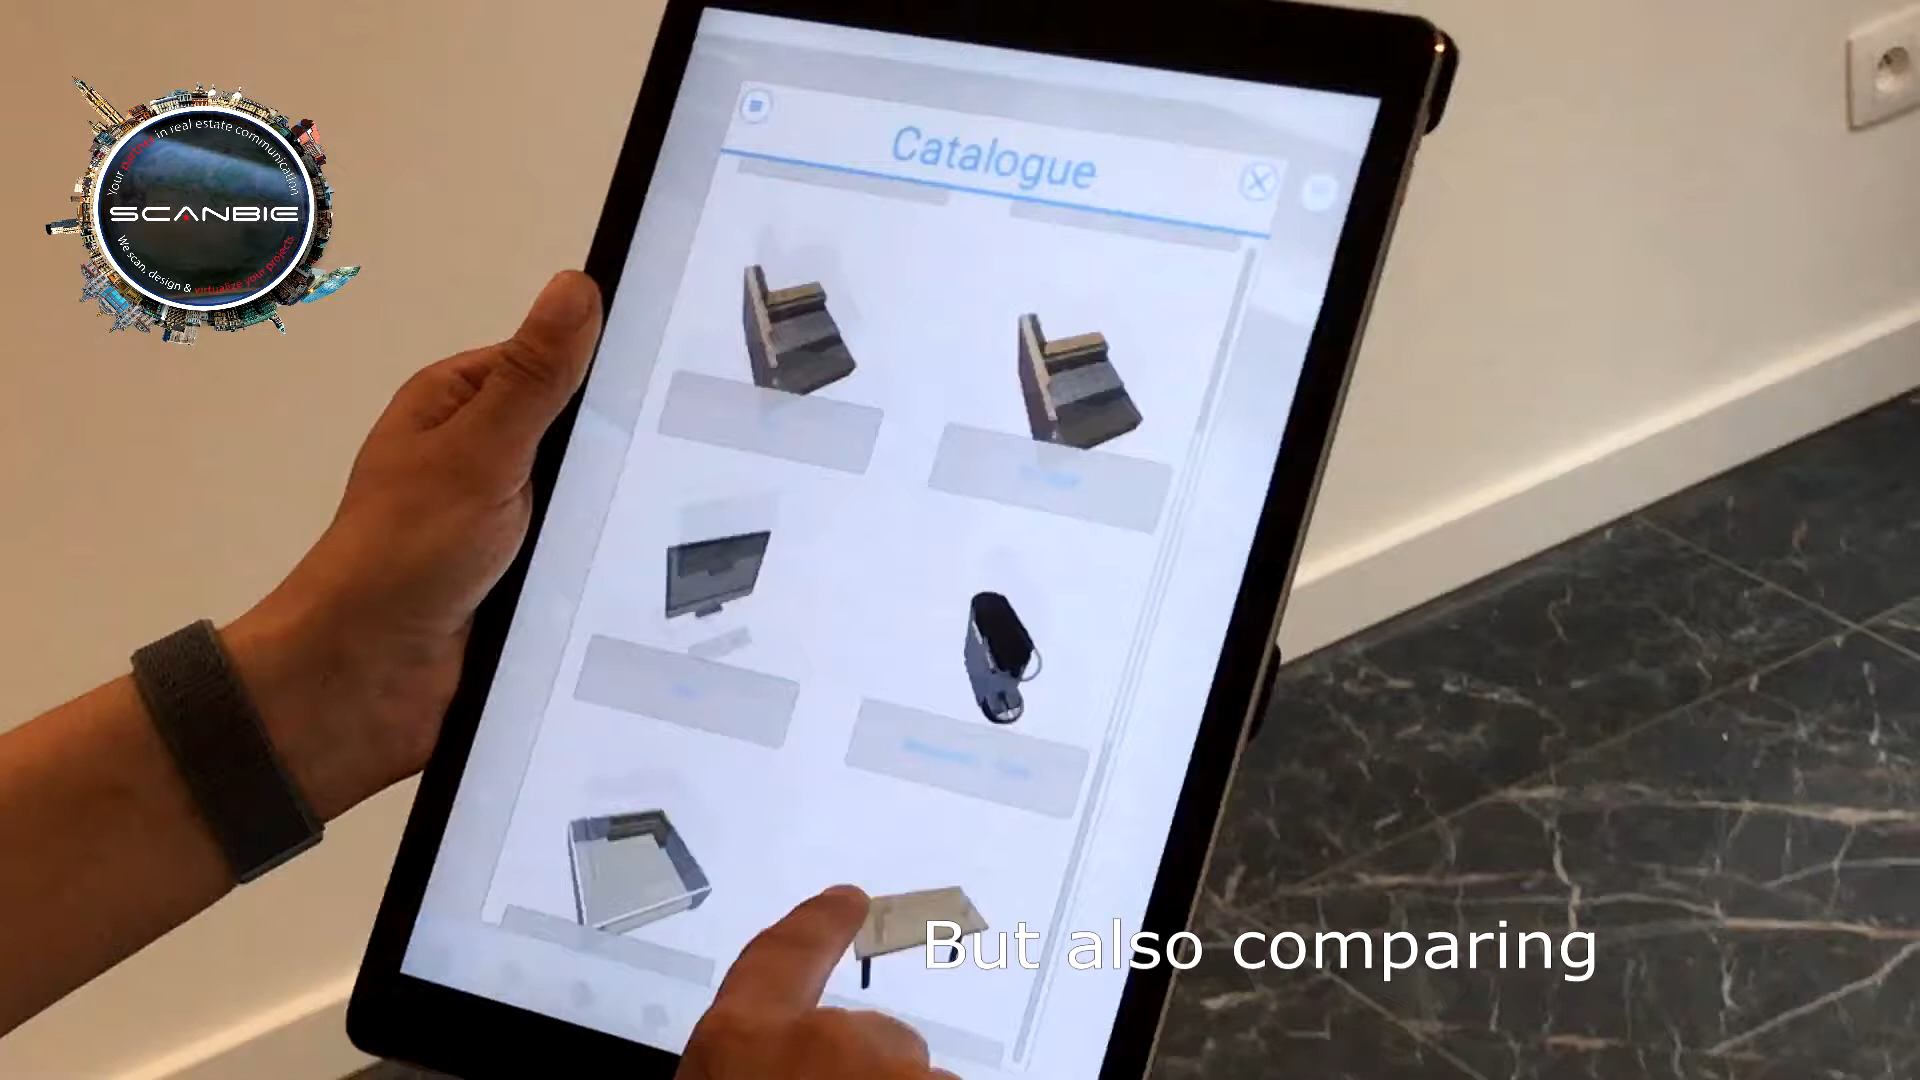 Your partner in real estate communication
SCANBIE
We scan, design & virtualize your projects
Catalogue
But also comparing